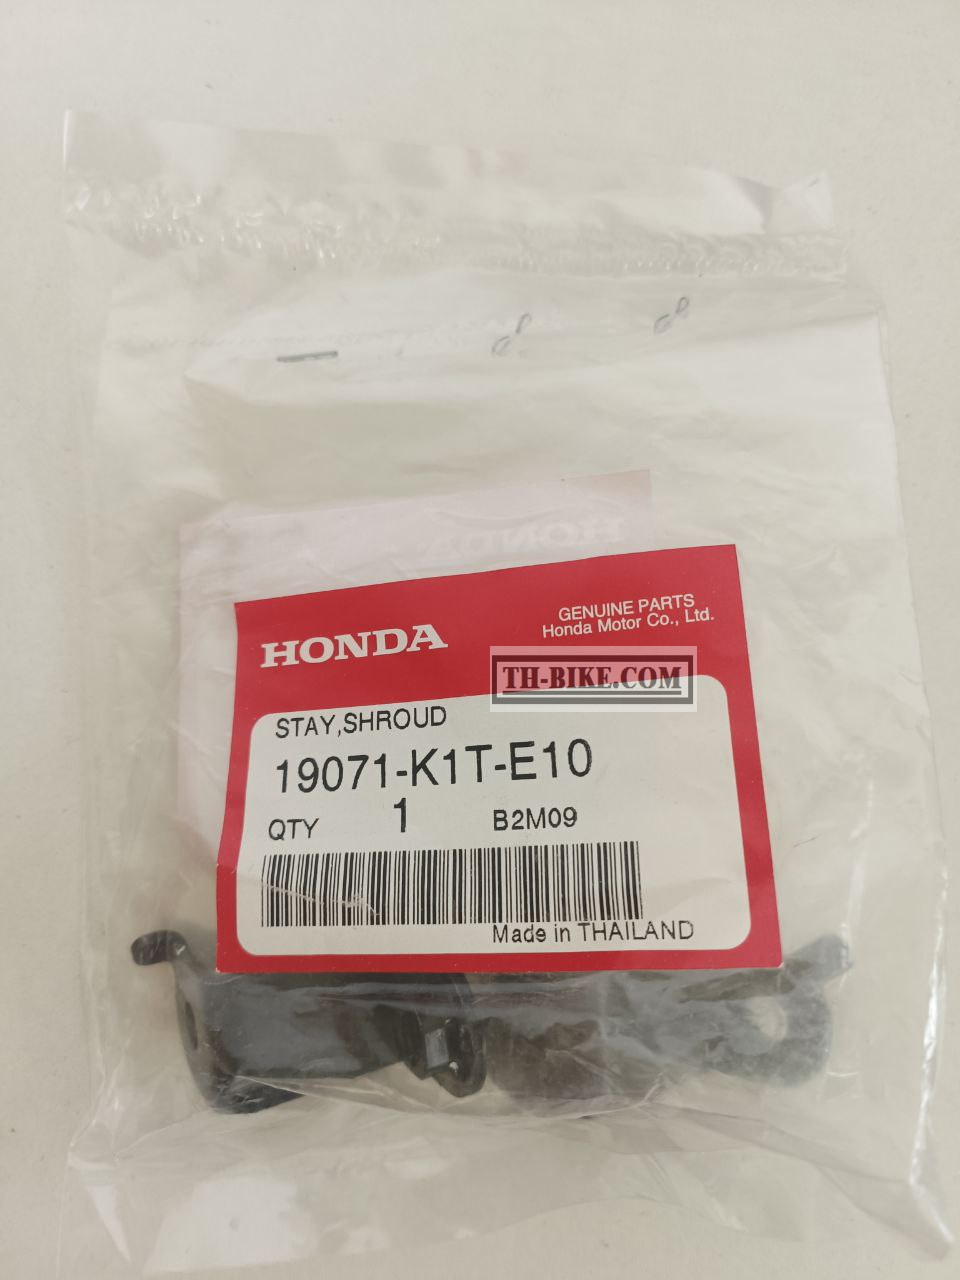 HONDA
HONDA
GENUINE PARTS
Honda Motor Co., Ltd.
TH-BIKE.COM
STAY,SHROUD
19071-K1T-E10
QTY 1 B2M09
Made in THAILAND